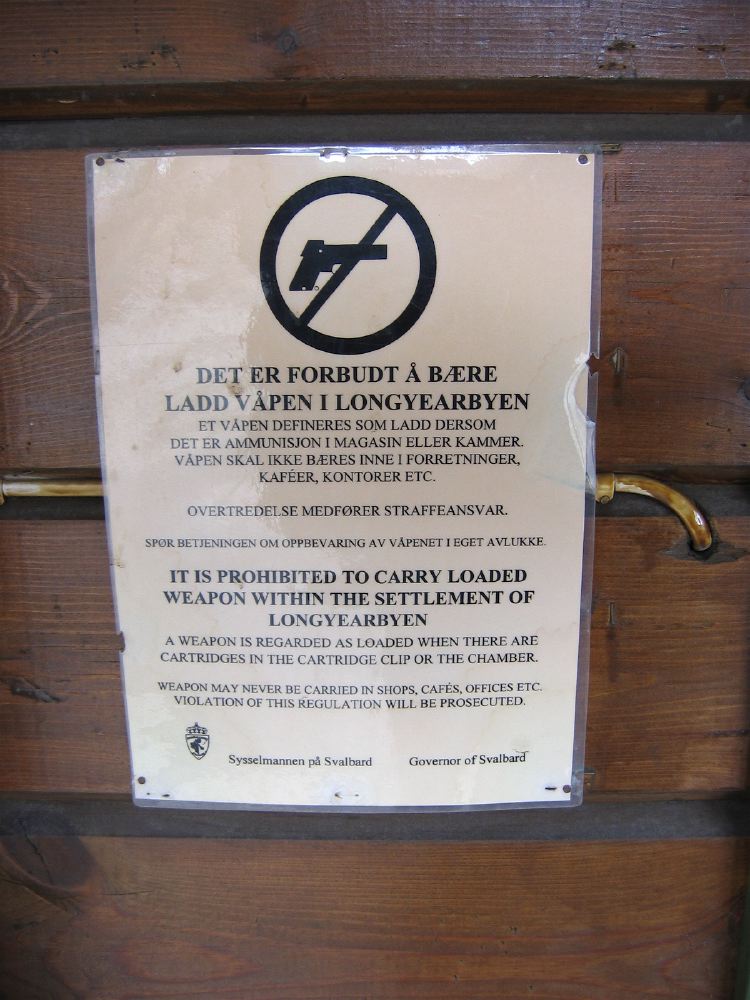 DET ER FORBUDT Å BÆRE
LADD VÅPEN I LONGYEARBYEN
ET VÅPEN DEFINERES SOM LADD DERSOM
DET ER AMMUNISJON I MAGASIN ELLER KAMMER.
VÅPEN SKAL IKKE BÆRES INNE I FORRETNINGER,
KAFÉER, KONTORER ETC.
OVERTREDELSE MEDFØRER STRAFFEANSVAR.
SPØR BETJENINGEN OM OPPBEVARING AV VÅPENET I EGET AVLUKKE.
IT IS PROHIBITED TO CARRY LOADED
WEAPON WITHIN THE SETTLEMENT OF
LONGYEARBYEN
A WEAPON IS REGARDED AS LOADED WHEN THERE ARE
CARTRIDGES IN THE CARTRIDGE CLIP OR THE CHAMBER.
WEAPON MAY NEVER BE CARRIED IN SHOPS, CAFÉS, OFFICES ETC.
VIOLATION OF THIS REGULATION WILL BE PROSECUTED.
Sysselmannen på Svalbard Governor of Svalbard